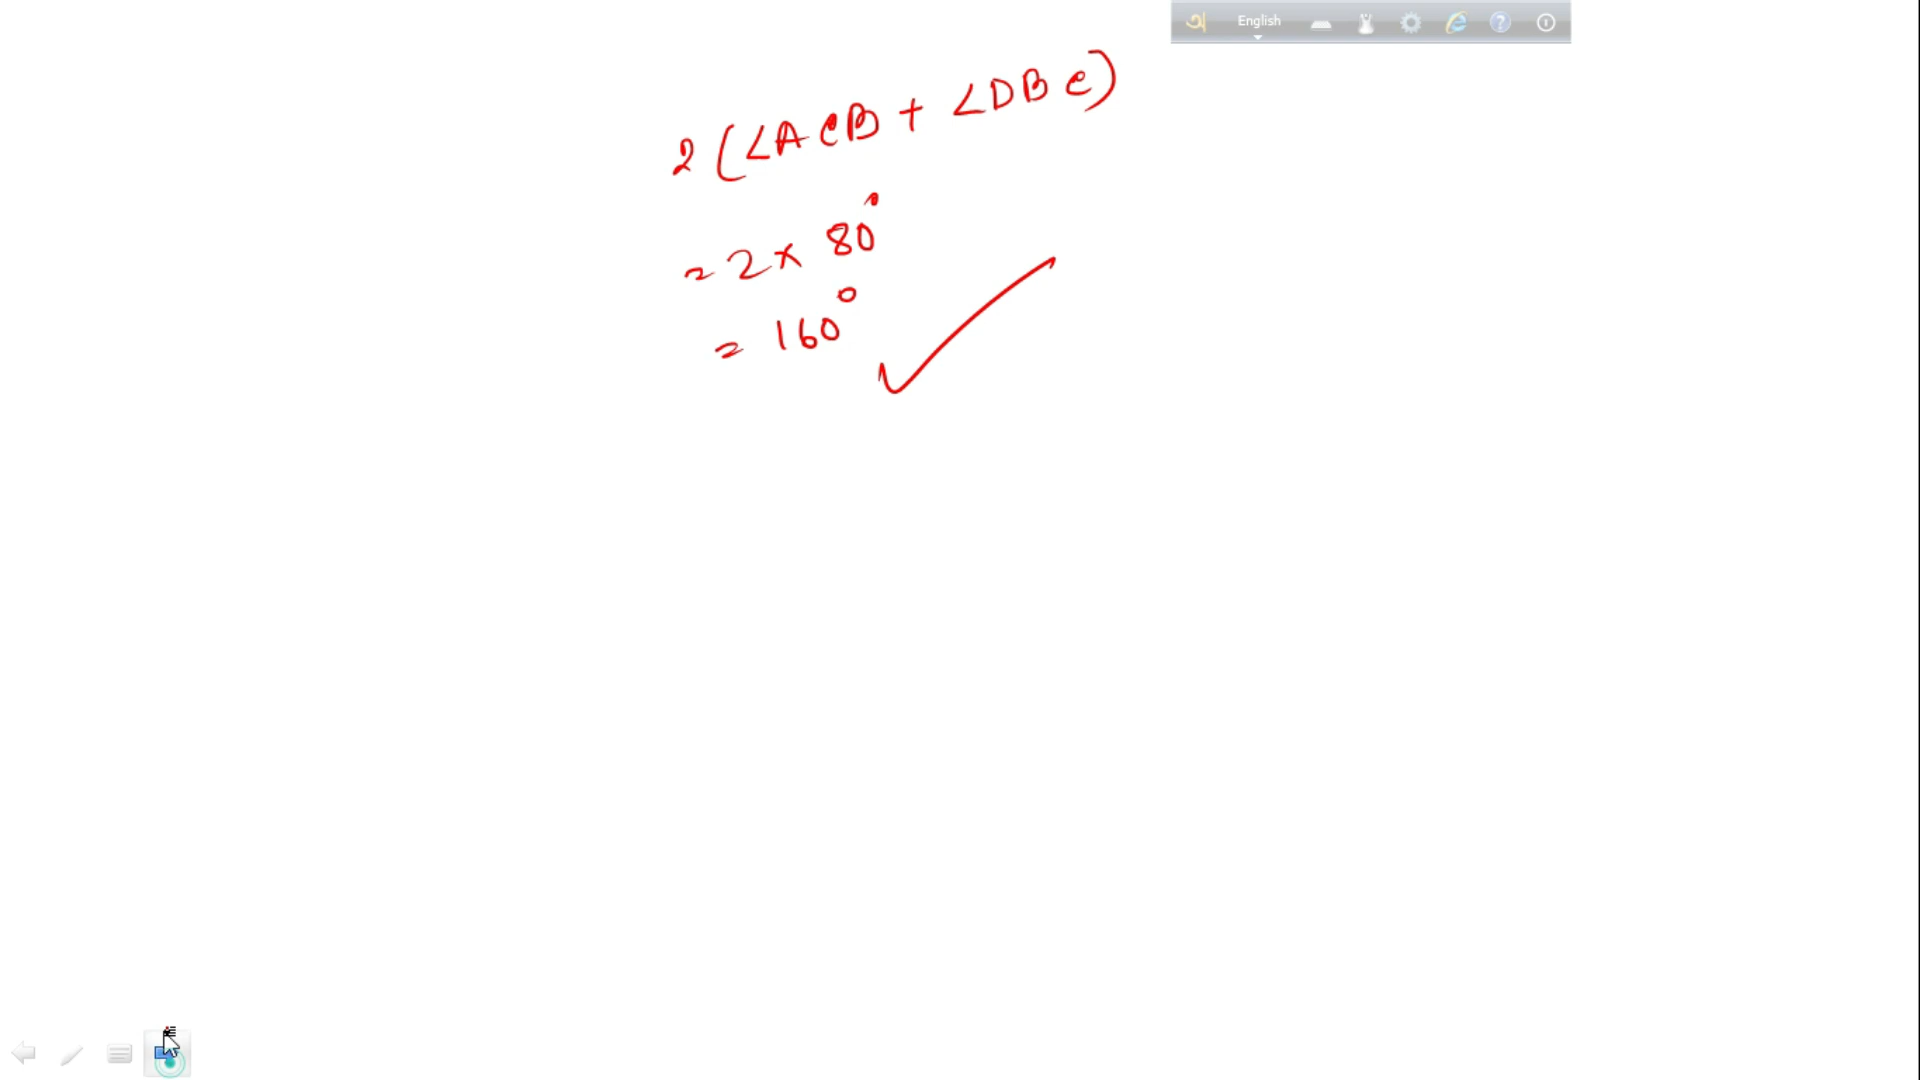 অ English
2 (∠ACB + ∠DBC)
= 2 × 80°
= 160°